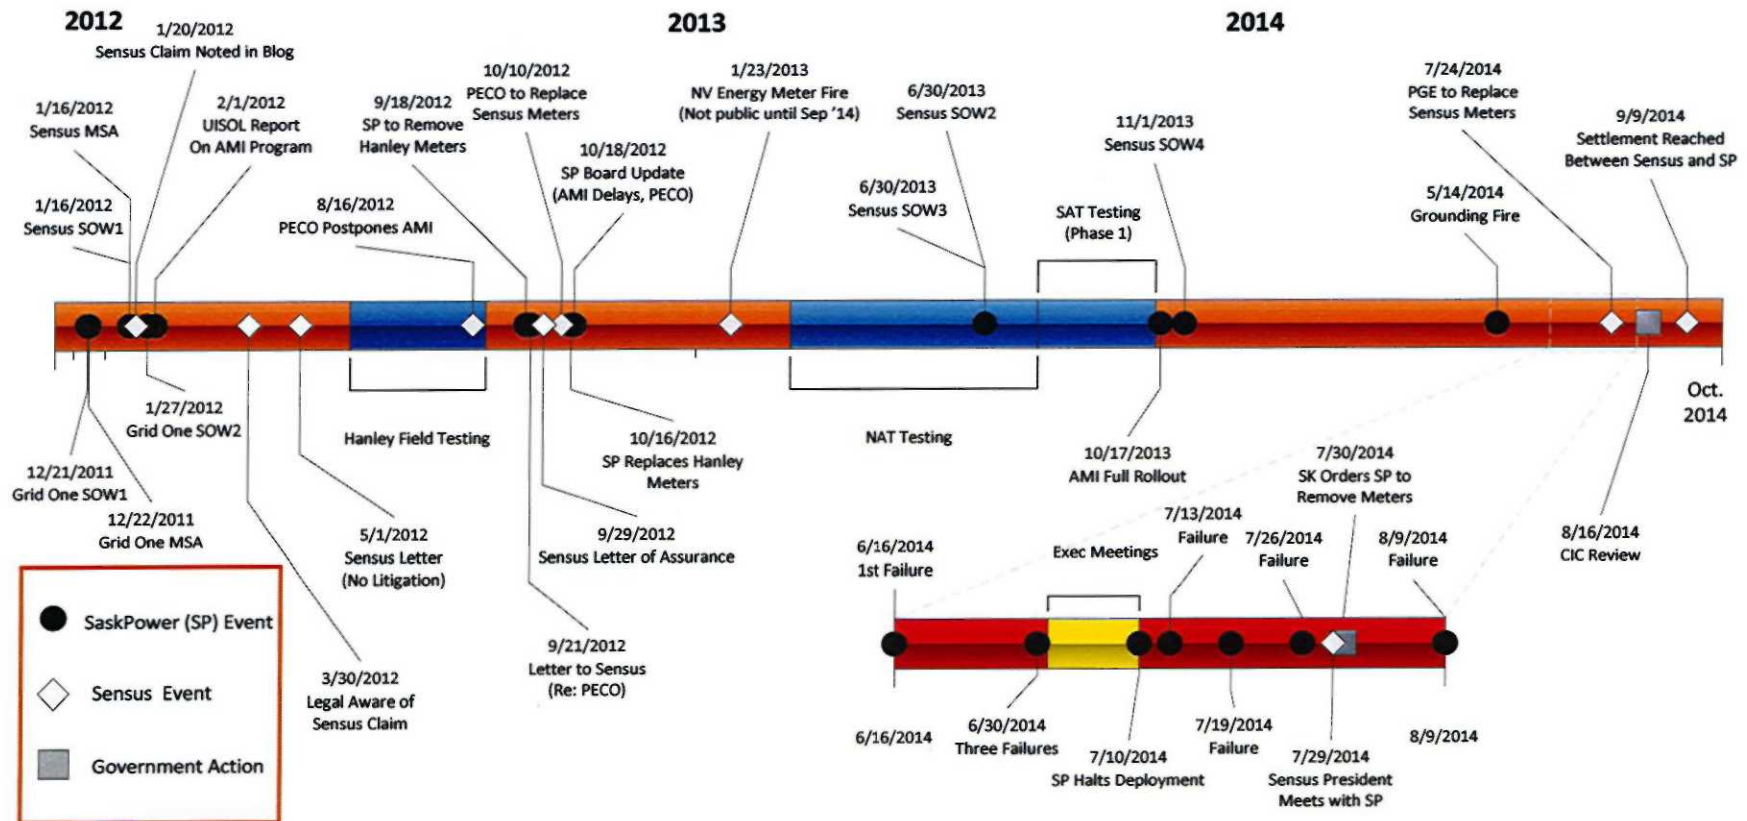 2012
2013
2014
1/20/2012
Sensus Claim Noted in Blog
1/16/2012
Sensus MSA
2/1/2012
UISOL Report
On AMI Program
1/16/2012
Sensus SOW1
8/16/2012
PECO Postpones AMI
9/18/2012
SP to Remove
Hanley Meters
10/10/2012
PECO to Replace
Sensus Meters
10/18/2012
SP Board Update
(AMI Delays, PECO)
1/23/2013
NV Energy Meter Fire
(Not public until Sep '14)
6/30/2013
Sensus SOW2
6/30/2013
Sensus SOW3
SAT Testing
(Phase 1)
11/1/2013
Sensus SOW4
7/24/2014
PGE to Replace
Sensus Meters
5/14/2014
Grounding Fire
9/9/2014
Settlement Reached
Between Sensus and SP
Oct.
2014
1/27/2012
Grid One SOW2
12/21/2011
Grid One SOW1
12/22/2011
Grid One MSA
Hanley Field Testing
5/1/2012
Sensus Letter
(No Litigation)
3/30/2012
Legal Aware of
Sensus Claim
10/16/2012
SP Replaces Hanley
Meters
9/29/2012
Sensus Letter of Assurance
9/21/2012
Letter to Sensus
(Re: PECO)
NAT Testing
10/17/2013
AMI Full Rollout
7/30/2014
SK Orders SP to
Remove Meters
8/16/2014
CIC Review
6/16/2014
1st Failure
Exec Meetings
7/13/2014
Failure
7/26/2014
Failure
8/9/2014
Failure
6/16/2014
6/30/2014
Three Failures
7/10/2014
SP Halts Deployment
7/19/2014
Failure
7/29/2014
Sensus President
Meets with SP
8/9/2014
SaskPower (SP) Event
Sensus Event
Government Action